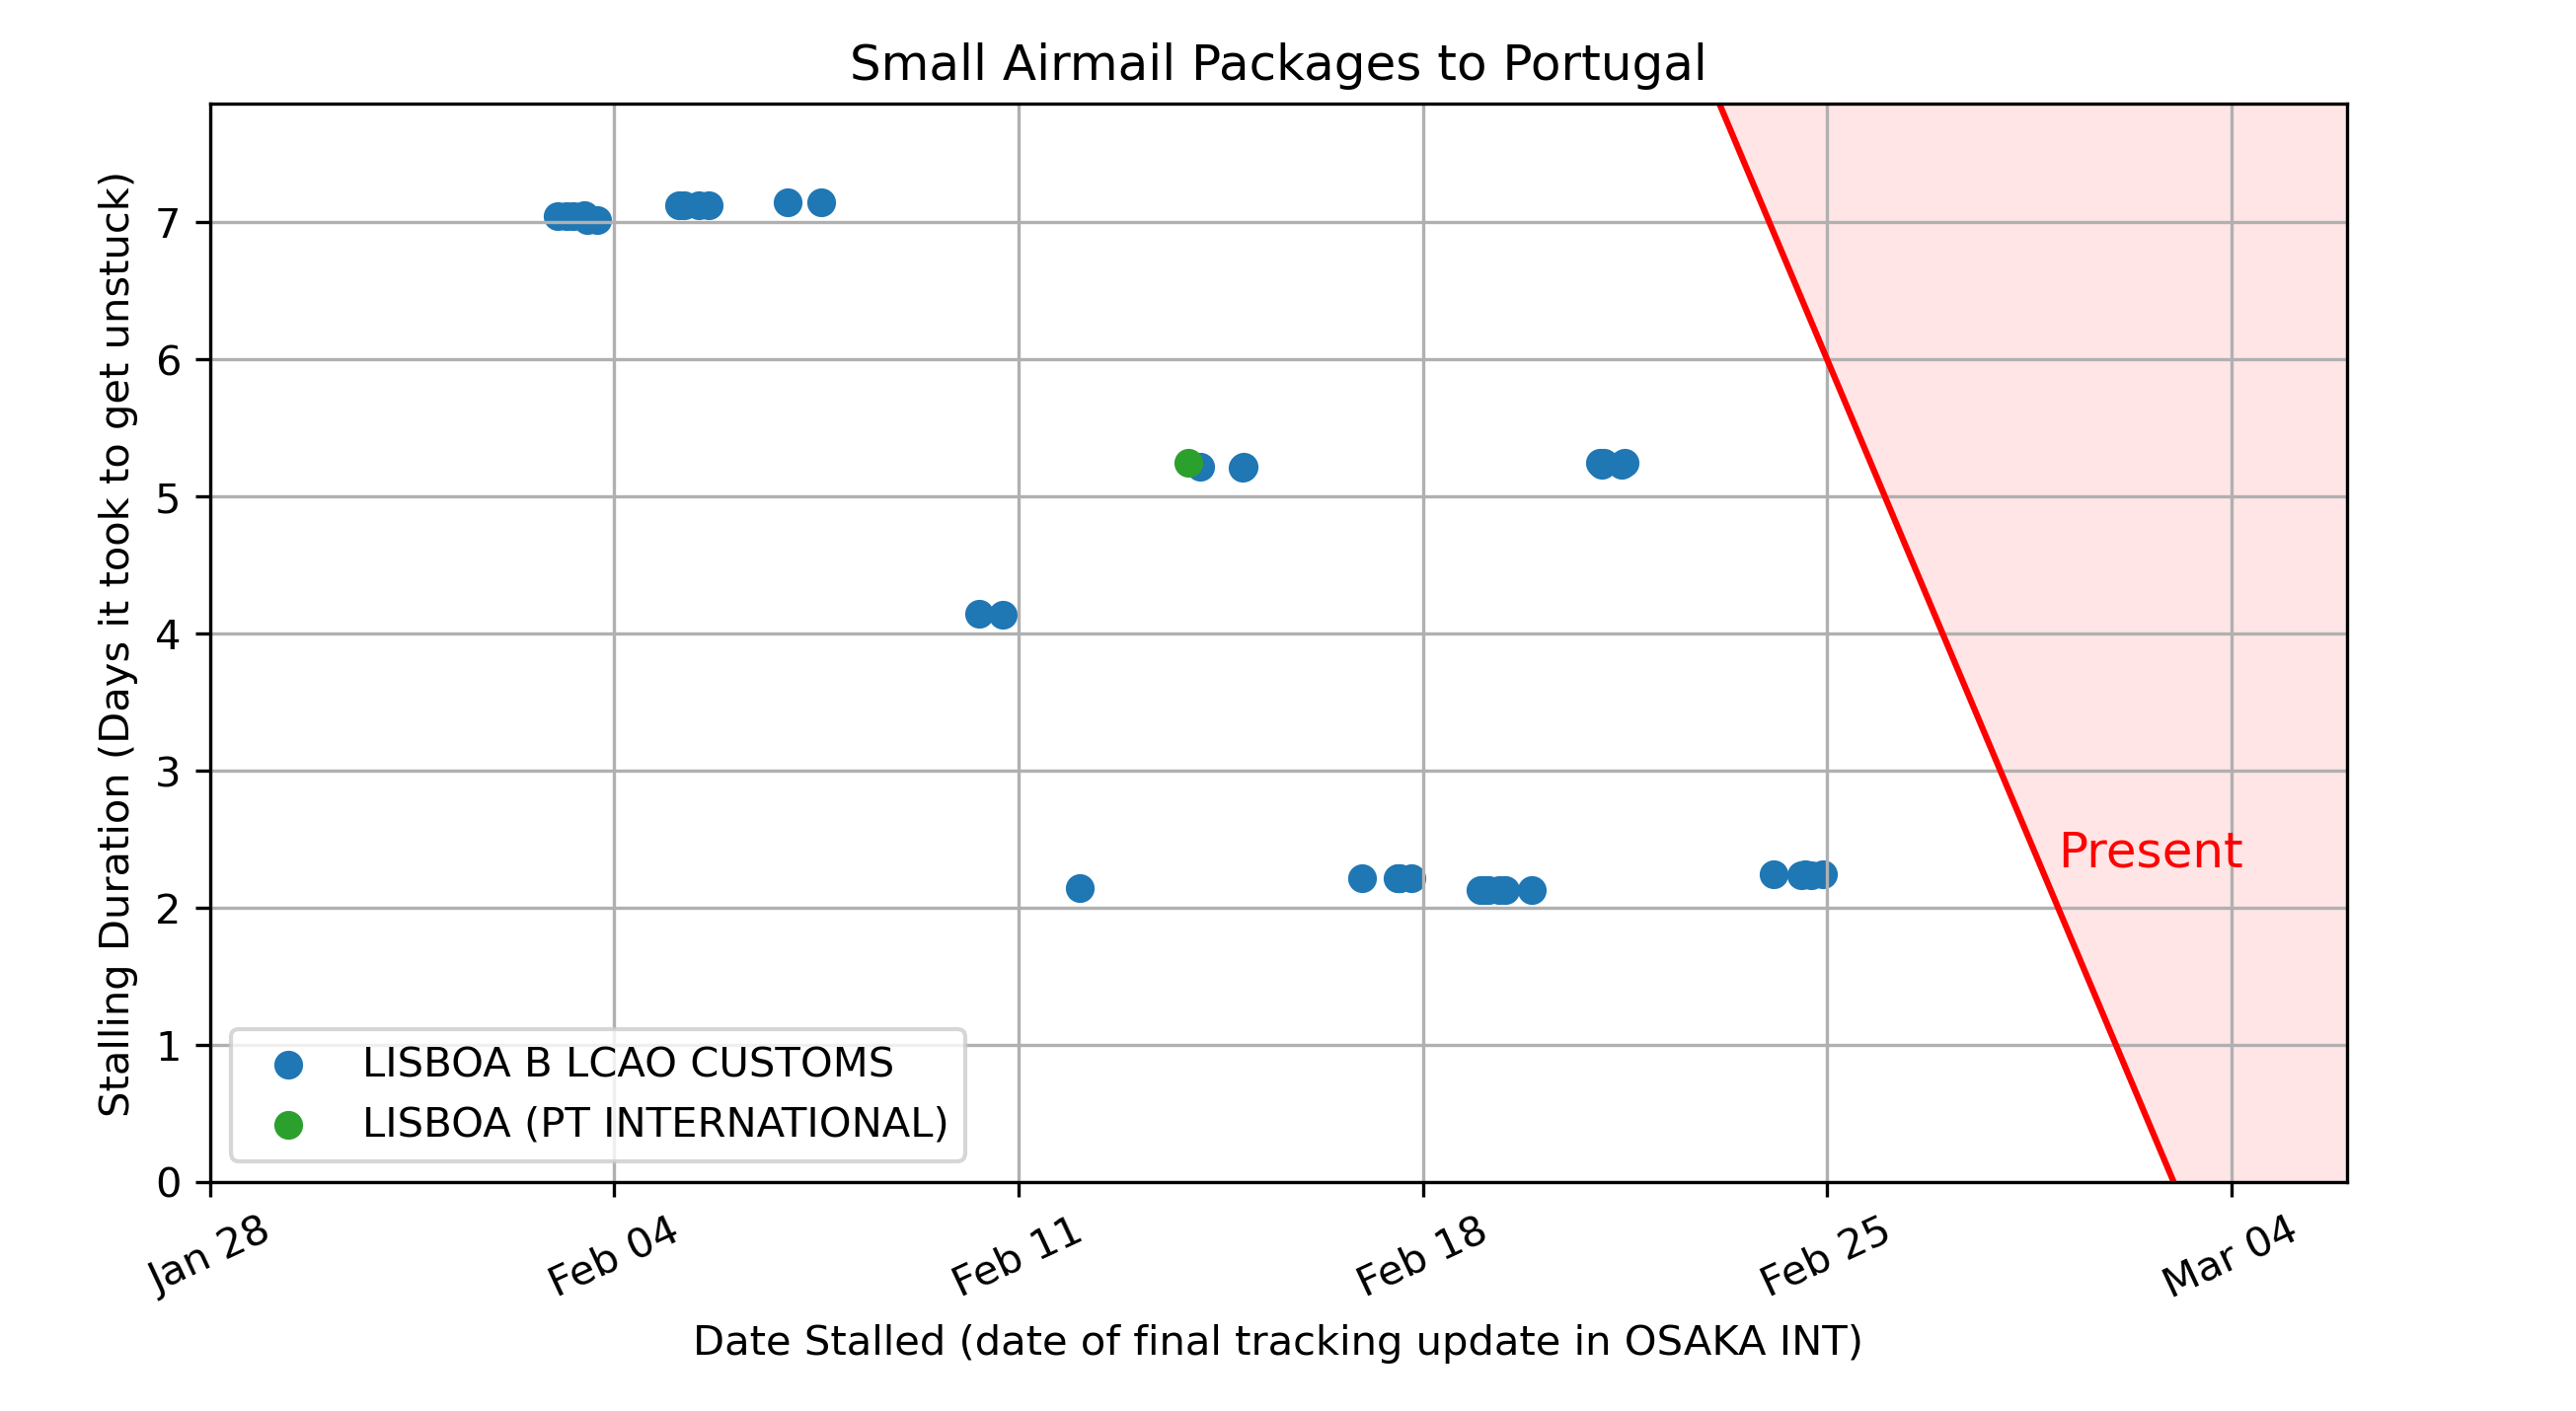 Small Airmail Packages to Portugal
Stalling Duration (Days it took to get unstuck)
7
6
5
4
3
2
1
0
Present
LISBOA B LCAO CUSTOMS
LISBOA (PT INTERNATIONAL)
Jan 28
Feb 04
Feb 11
Feb 18
Feb 25
Mar 04
Date Stalled (date of final tracking update in OSAKA INT)